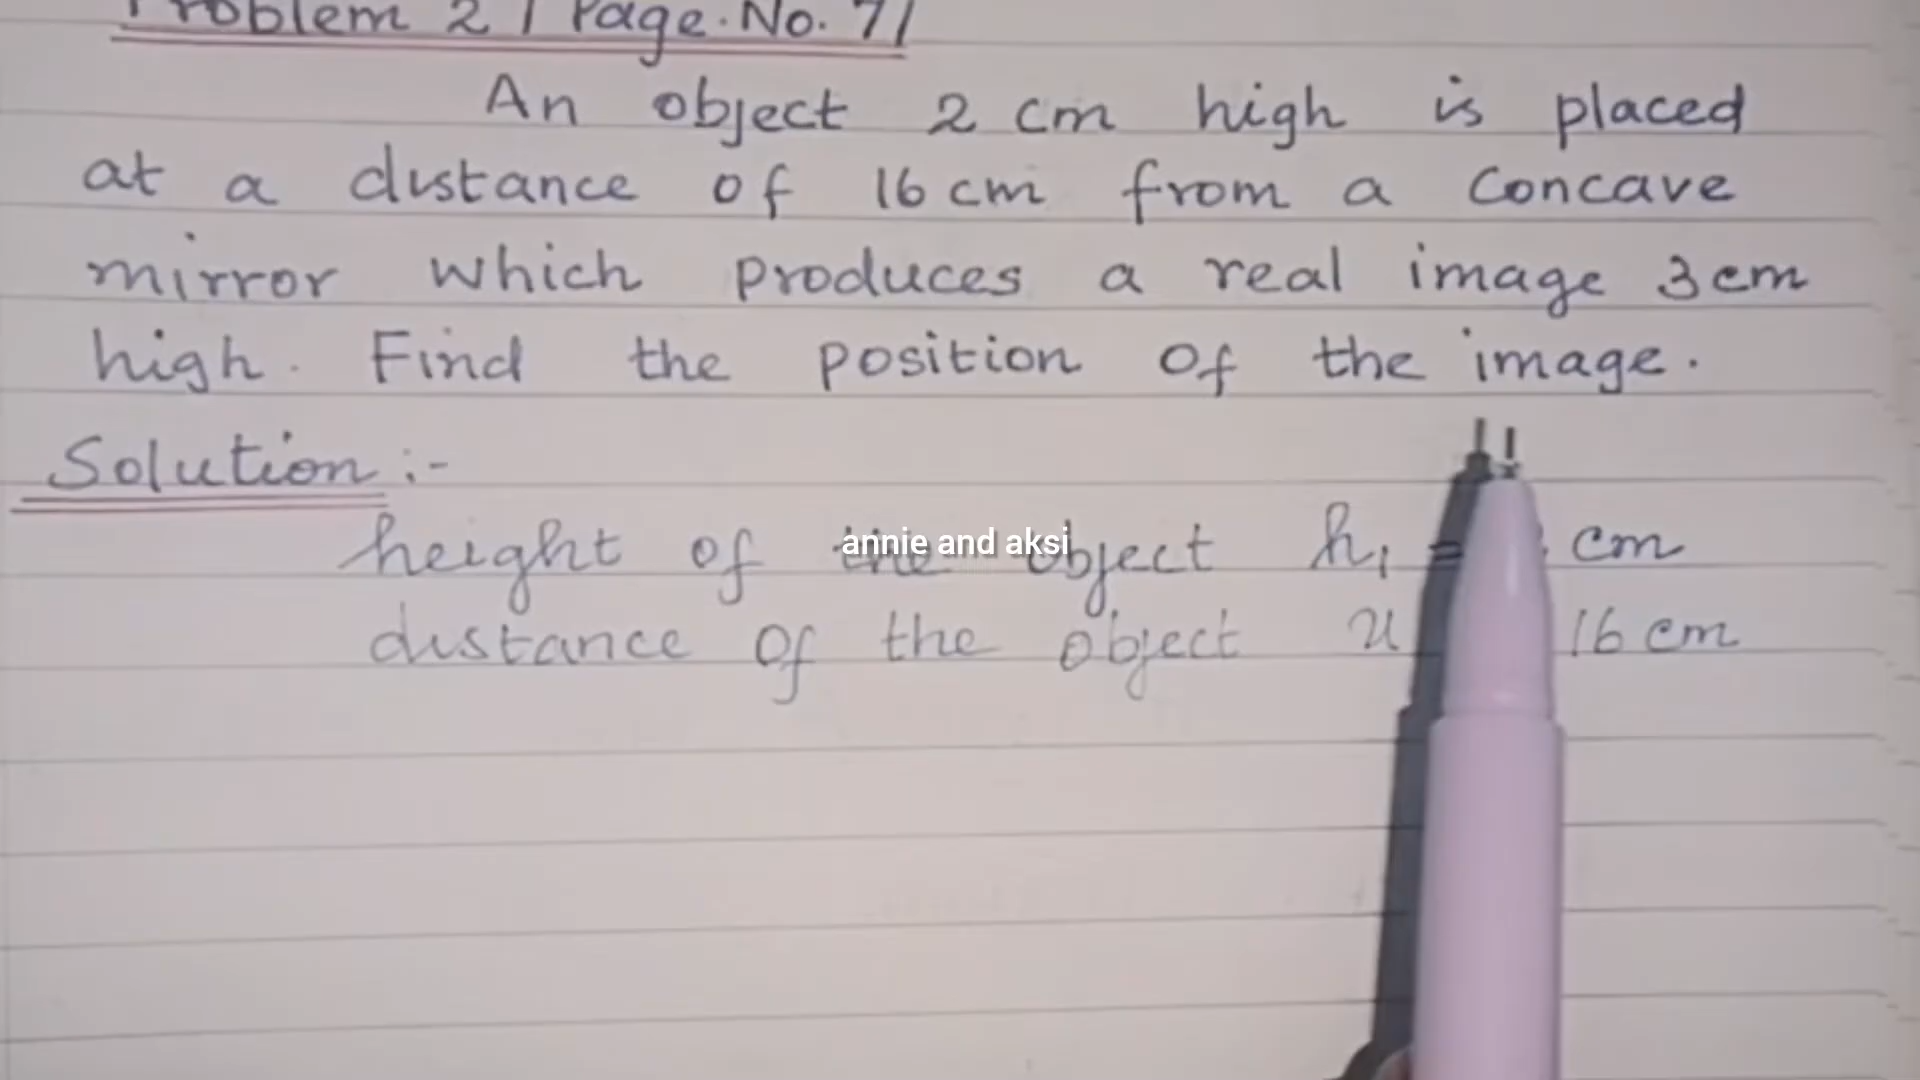 Problem 2 / Page. No. 71
An object 2 cm high is placed
at a distance of 16 cm from a concave
mirror which produces a real image 3 cm
high. Find the position of the image.
Solution :-
height of the object h₁ = cm
annie and aksi
distance of the object u 16 cm